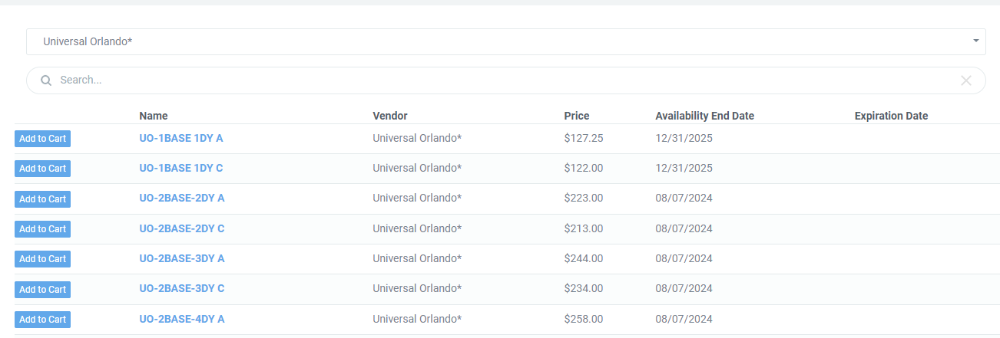 Universal Orlando*
Search...
Name Vendor Price Availability End Date Expiration Date
Add to Cart UO-1BASE 1DY A Universal Orlando* $127.25 12/31/2025
Add to Cart UO-1BASE 1DY C Universal Orlando* $122.00 12/31/2025
Add to Cart UO-2BASE-2DY A Universal Orlando* $223.00 08/07/2024
Add to Cart UO-2BASE-2DY C Universal Orlando* $213.00 08/07/2024
Add to Cart UO-2BASE-3DY A Universal Orlando* $244.00 08/07/2024
Add to Cart UO-2BASE-3DY C Universal Orlando* $234.00 08/07/2024
Add to Cart UO-2BASE-4DY A Universal Orlando* $258.00 08/07/2024